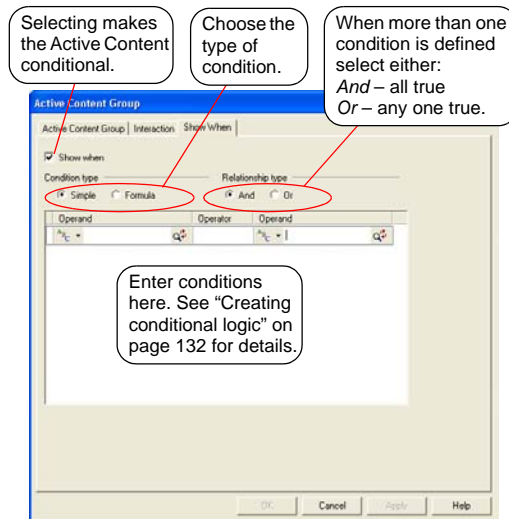 Selecting makes
the Active Content
conditional.
Choose the
type of
condition.
When more than one
condition is defined
select either:
And – all true
Or – any one true.
Active Content Group
Active Content Group Interaction Show When
Show when
Condition type Relationship type
Simple Formula And Or
Operand Operator Operand
ABC ABC
Enter conditions
here. See “Creating
conditional logic” on
page 132 for details.
OK Cancel Apply Help